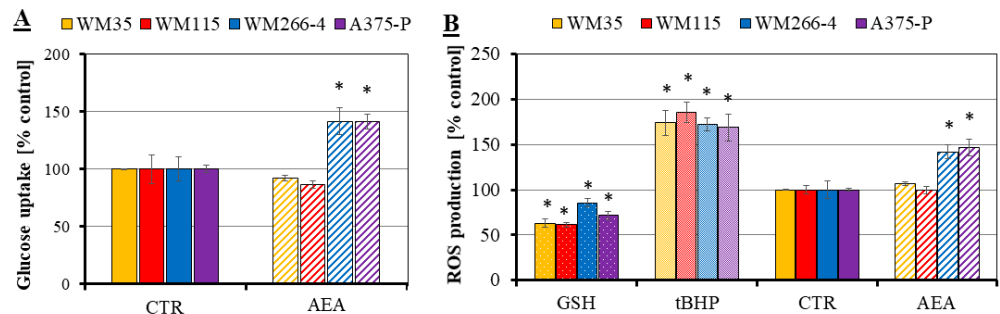 A
WM35 WM115 WM266-4 A375-P
Glucose uptake [% control]
200
150
100
50
0
* *
CTR AEA
B
WM35 WM115 WM266-4 A375-P
ROS production [% control]
250
200
150
100
50
0
* * * *
* * * *
* *
GSH tBHP CTR AEA